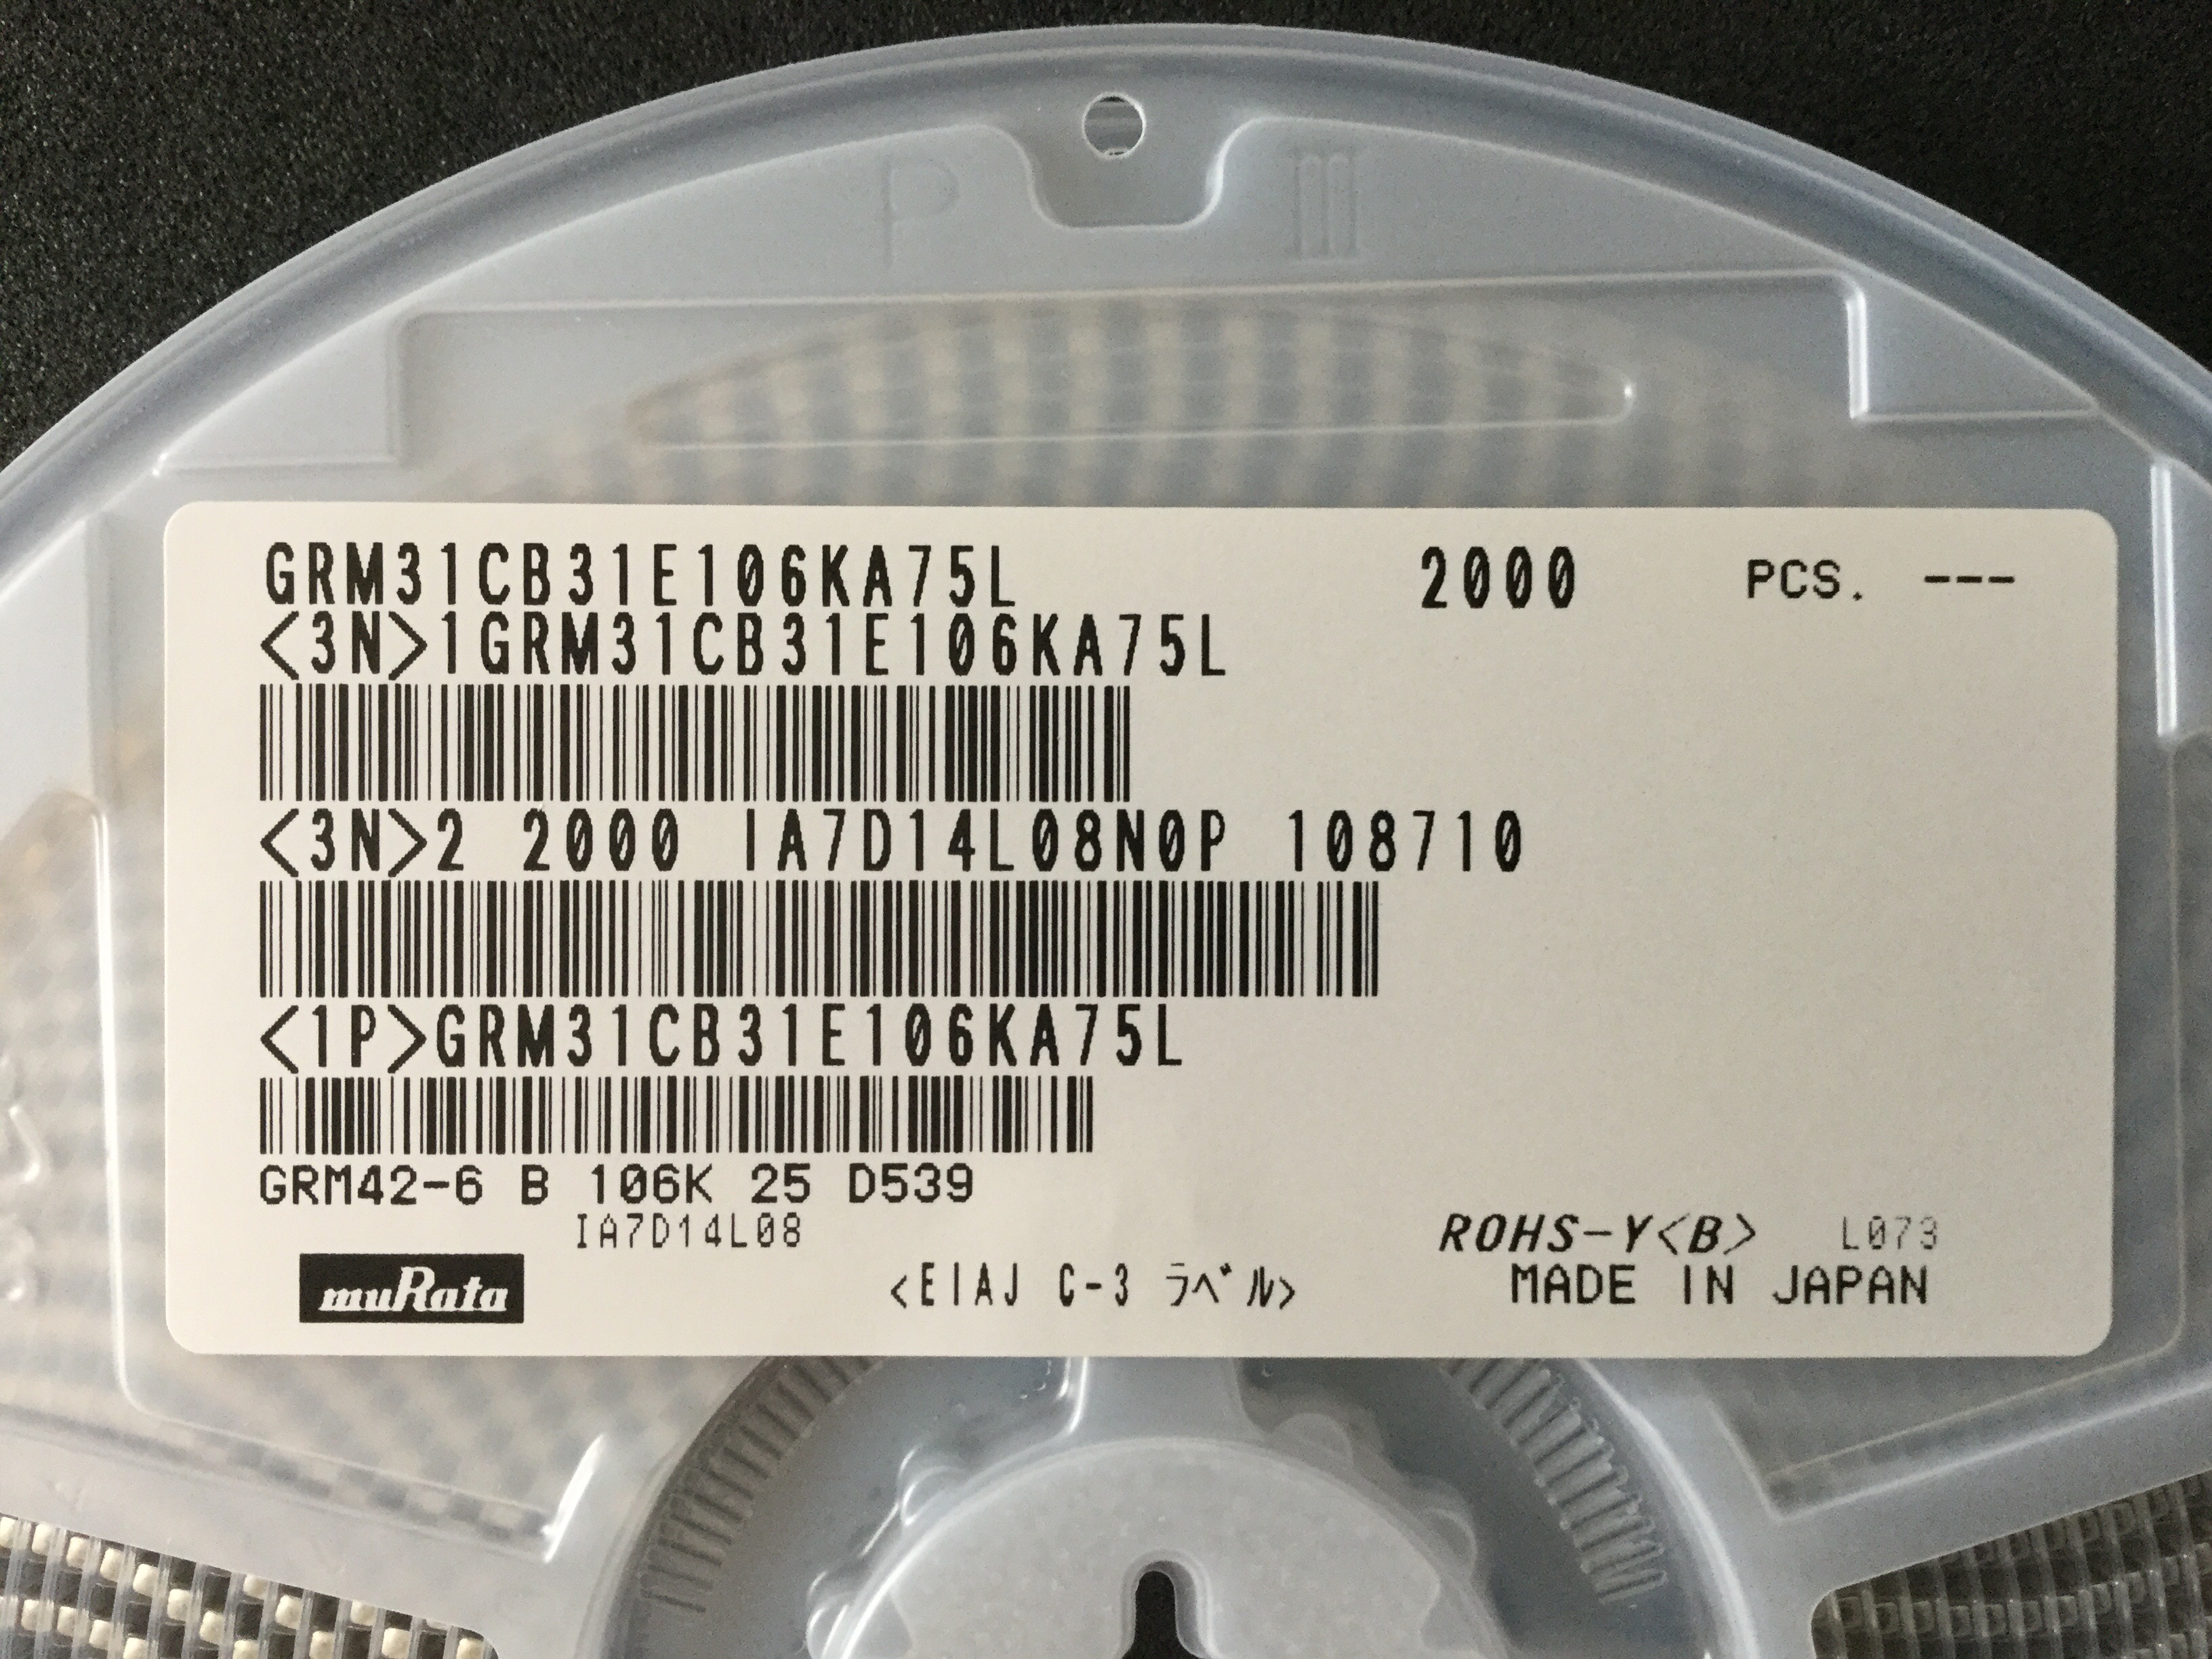 P III
GRM31CB31E106KA75L 2000 PCS. ---
<3N>1GRM31CB31E106KA75L
<3N>2 2000 IA7D14L08N0P 108710
<1P>GRM31CB31E106KA75L
GRM42-6 B 106K 25 D539
IA7D14L08
ROHS-Y<B> L073
muRata <EIAJ C-3 ラベル> MADE IN JAPAN